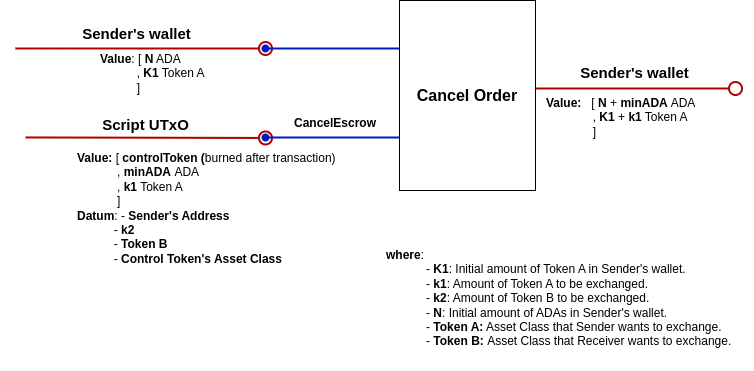 Sender's wallet
Value: [ N ADA
, K1 Token A
]
Script UTxO
CancelEscrow
Value: [ controlToken (burned after transaction)
, minADA ADA
, k1 Token A
]
Datum: - Sender's Address
- k2
- Token B
- Control Token's Asset Class
Cancel Order
Sender's wallet
Value: [ N + minADA ADA
, K1 + k1 Token A
]
where:
- K1: Initial amount of Token A in Sender's wallet.
- k1: Amount of Token A to be exchanged.
- k2: Amount of Token B to be exchanged.
- N: Initial amount of ADAs in Sender's wallet.
- Token A: Asset Class that Sender wants to exchange.
- Token B: Asset Class that Receiver wants to exchange.